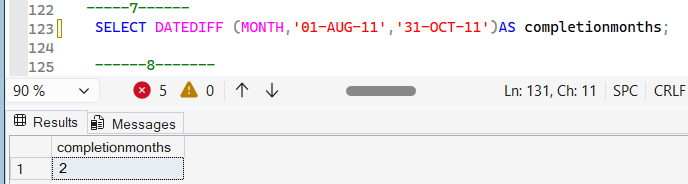 122 -----7------
123 SELECT DATEDIFF (MONTH,'01-AUG-11','31-OCT-11')AS completionmonths;
124
125 ------8-------
90 % 5 0 Ln: 131, Ch: 11 SPC CRLF
Results Messages
completionmonths
1 2